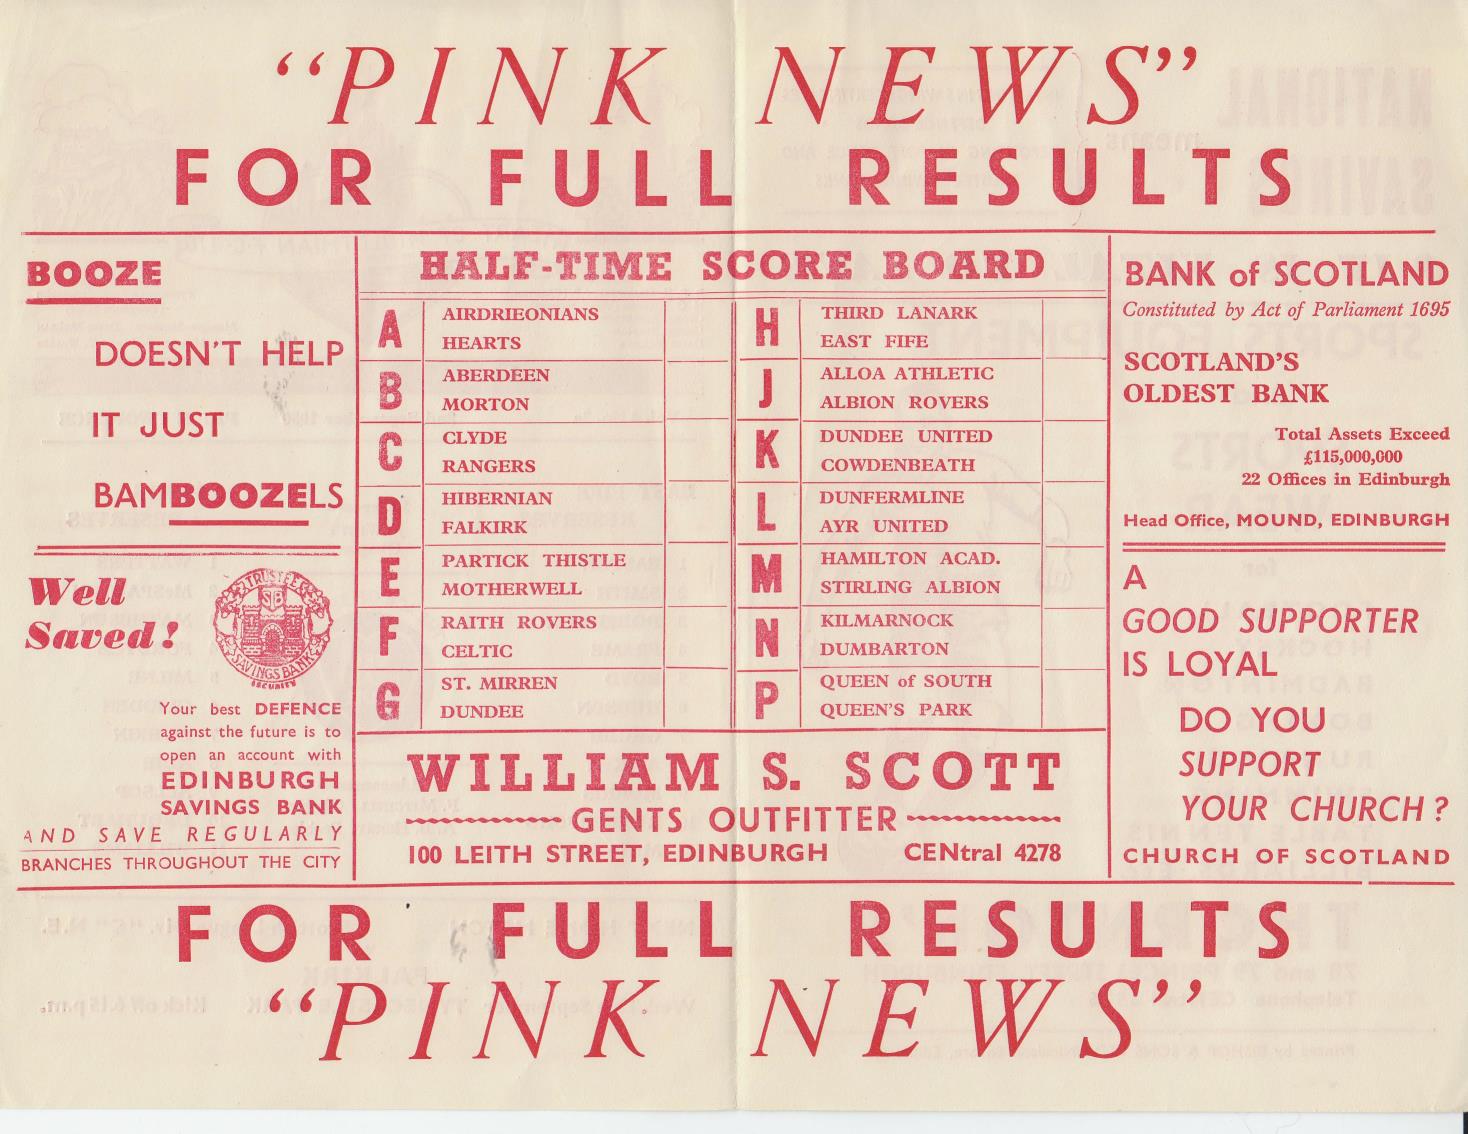 "PINK NEWS"
FOR FULL RESULTS
BOOZE
DOESN'T HELP
IT JUST
BAMBOOZELS
Well
Saved!
TRUSTEE
SAVINGS BANK
SECURITY
Your best DEFENCE
against the future is to
open an account with
EDINBURGH
SAVINGS BANK
AND SAVE REGULARLY
BRANCHES THROUGHOUT THE CITY
HALF-TIME SCORE BOARD
A
AIRDRIEONIANS
HEARTS
B
ABERDEEN
MORTON
C
CLYDE
RANGERS
D
HIBERNIAN
FALKIRK
E
PARTICK THISTLE
MOTHERWELL
F
RAITH ROVERS
CELTIC
G
ST. MIRREN
DUNDEE
H
THIRD LANARK
EAST FIFE
J
ALLOA ATHLETIC
ALBION ROVERS
K
DUNDEE UNITED
COWDENBEATH
L
DUNFERMLINE
AYR UNITED
M
HAMILTON ACAD.
STIRLING ALBION
N
KILMARNOCK
DUMBARTON
P
QUEEN of SOUTH
QUEEN'S PARK
WILLIAM S. SCOTT
GENTS OUTFITTER
100 LEITH STREET, EDINBURGH CENtral 4278
BANK of SCOTLAND
Constituted by Act of Parliament 1695
SCOTLAND'S
OLDEST BANK
Total Assets Exceed
£115,000,000
22 Offices in Edinburgh
Head Office, MOUND, EDINBURGH
A
GOOD SUPPORTER
IS LOYAL
DO YOU
SUPPORT
YOUR CHURCH?
CHURCH OF SCOTLAND
FOR FULL RESULTS
"PINK NEWS"